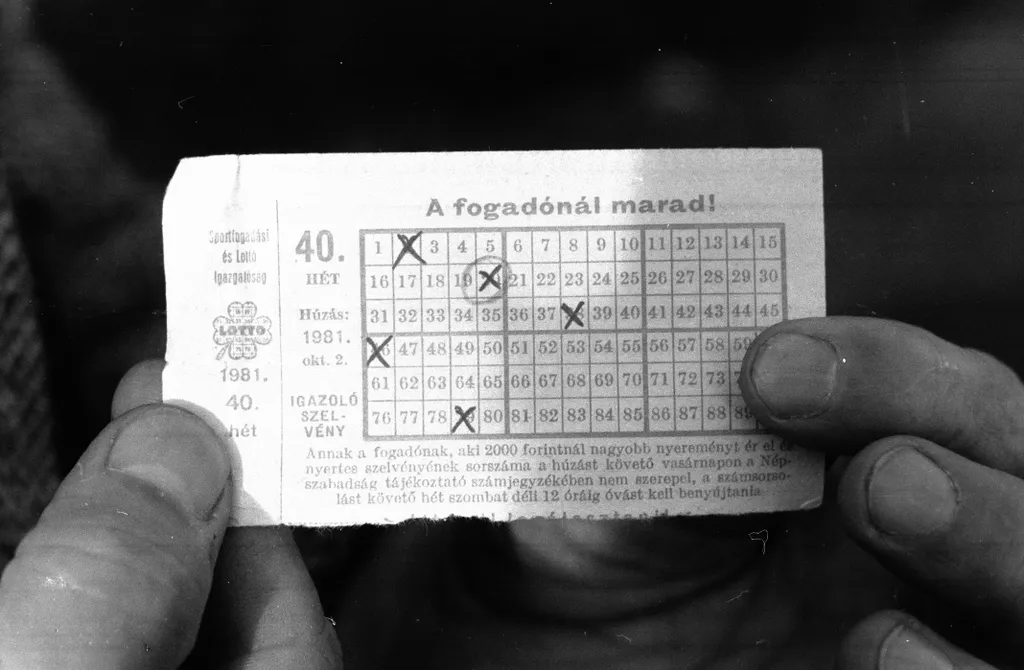 A fogadónál marad!
Sportfogadási
és Lottó
Igazgatóság
LOTTO
1981.
40.
hét
40.
HÉT
Húzás:
1981.
okt. 2.
IGAZOLÓ
SZEL-
VÉNY
1 3 4 5 6 7 8 9 10 11 12 13 14 15
16 17 18 19 21 22 23 24 25 26 27 28 29 30
31 32 33 34 35 36 37 39 40 41 42 43 44 45
47 48 49 50 51 52 53 54 55 56 57 58 59
61 62 63 64 65 66 67 68 69 70 71 72 73
76 77 78 80 81 82 83 84 85 86 87 88 89
Annak a fogadónak, aki 2000 forintnál nagyobb nyereményt ér el és
nyertes szelvényének sorszáma a húzást követő vasárnapon a Nép-
szabadság tájékoztató számjegyzékében nem szerepel, a számsorso-
lást követő hét szombat déli 12 óráig óvást kell benyújtania